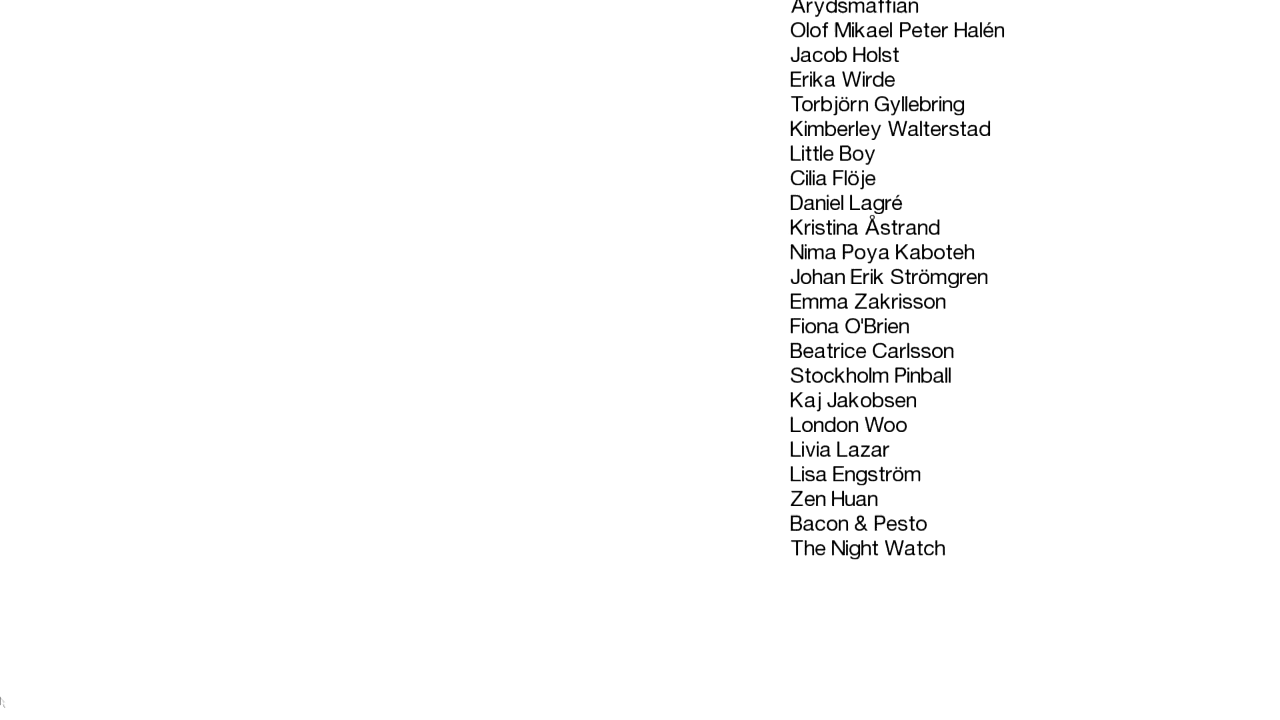 Arydsmaffian
Olof Mikael Peter Halén
Jacob Holst
Erika Wirde
Torbjörn Gyllebring
Kimberley Walterstad
Little Boy
Cilia Flöje
Daniel Lagré
Kristina Åstrand
Nima Poya Kaboteh
Johan Erik Strömgren
Emma Zakrisson
Fiona O'Brien
Beatrice Carlsson
Stockholm Pinball
Kaj Jakobsen
London Woo
Livia Lazar
Lisa Engström
Zen Huan
Bacon & Pesto
The Night Watch